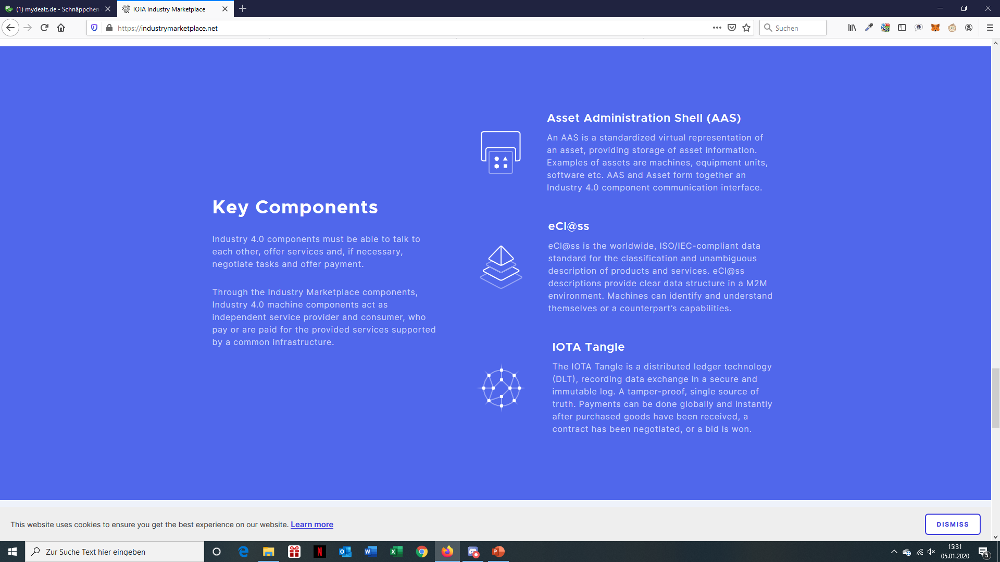 (1) mydealz.de - Schnäppchen
IOTA Industry Marketplace
https://industrymarketplace.net
Suchen
S3
Key Components
Industry 4.0 components must be able to talk to
each other, offer services and, if necessary,
negotiate tasks and offer payment.
Through the Industry Marketplace components,
Industry 4.0 machine components act as
independent service provider and consumer, who
pay or are paid for the provided services supported
by a common infrastructure.
Asset Administration Shell (AAS)
An AAS is a standardized virtual representation of
an asset, providing storage of asset information.
Examples of assets are machines, equipment units,
software etc. AAS and Asset form together an
Industry 4.0 component communication interface.
eCl@ss
eCl@ss is the worldwide, ISO/IEC-compliant data
standard for the classification and unambiguous
description of products and services. eCl@ss
descriptions provide clear data structure in a M2M
environment. Machines can identify and understand
themselves or a counterpart’s capabilities.
IOTA Tangle
The IOTA Tangle is a distributed ledger technology
(DLT), recording data exchange in a secure and
immutable log. A tamper-proof, single source of
truth. Payments can be done globally and instantly
after purchased goods have been received, a
contract has been negotiated, or a bid is won.
This website uses cookies to ensure you get the best experience on our website. Learn more
DISMISS
Zur Suche Text hier eingeben
15:31
05.01.2020
5